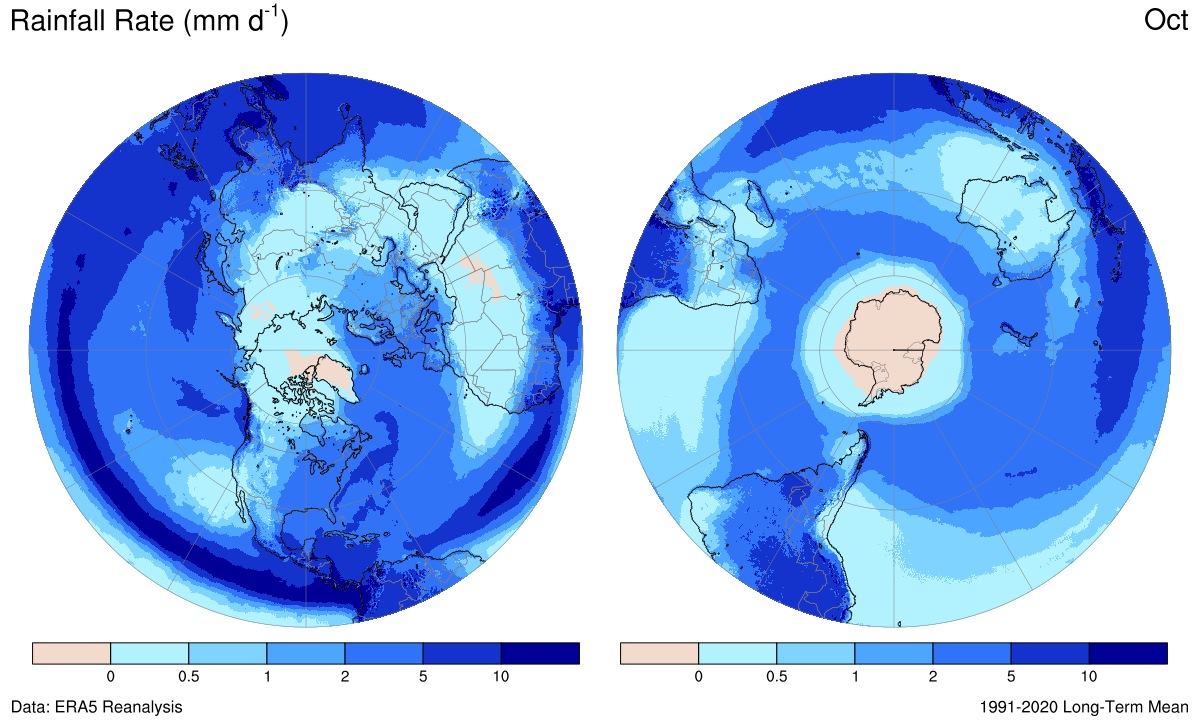 Rainfall Rate (mm d⁻¹)
Oct
0 0.5 1 2 5 10
0 0.5 1 2 5 10
Data: ERA5 Reanalysis
1991-2020 Long-Term Mean